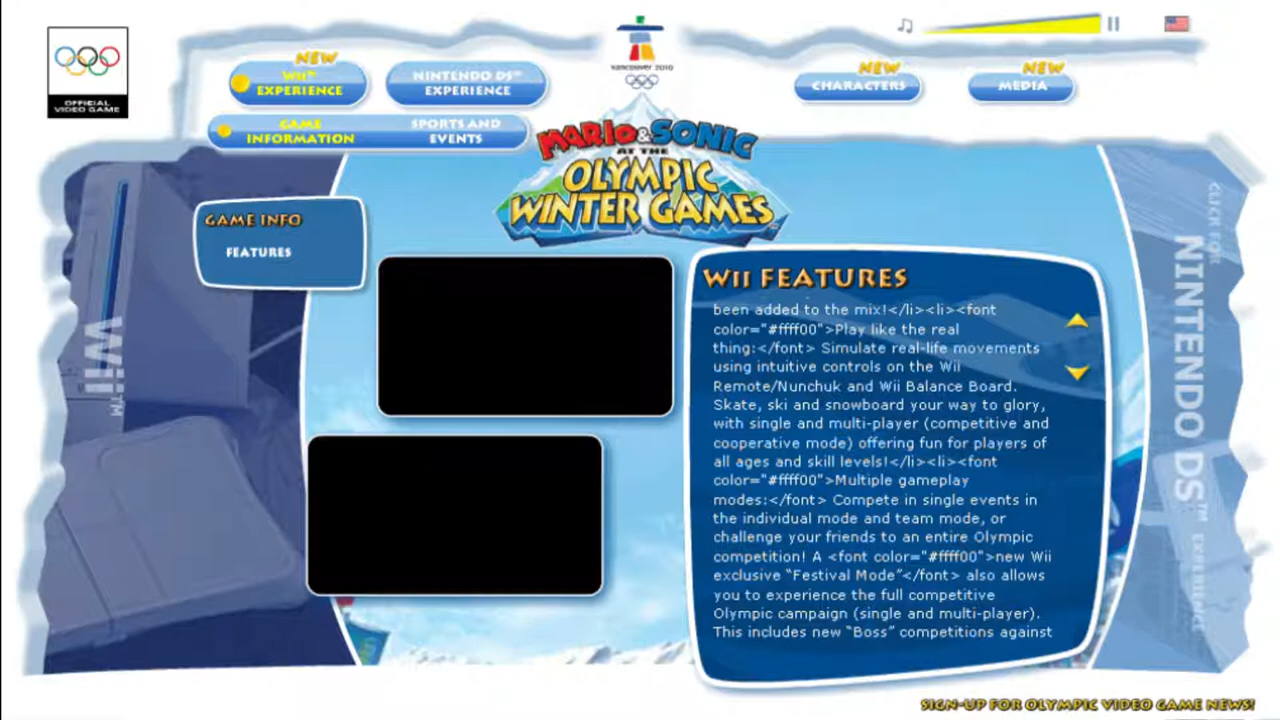 OFFICIAL
VIDEO GAME
NEW
Wii™
EXPERIENCE
NINTENDO DS™
EXPERIENCE
GAME
INFORMATION
SPORTS AND
EVENTS
vancouver 2010
NEW
CHARACTERS
NEW
MEDIA
MARIO & SONIC
AT THE
OLYMPIC
WINTER GAMES
GAME INFO
FEATURES
Wii™
Wii FEATURES
been added to the mix!</li><li><font
color="#ffff00">Play like the real
thing:</font> Simulate real-life movements
using intuitive controls on the Wii
Remote/Nunchuk and Wii Balance Board.
Skate, ski and snowboard your way to glory,
with single and multi-player (competitive and
cooperative mode) offering fun for players of
all ages and skill levels!</li><li><font
color="#ffff00">Multiple gameplay
modes:</font> Compete in single events in
the individual mode and team mode, or
challenge your friends to an entire Olympic
competition! A <font color="#ffff00">new Wii
exclusive “Festival Mode”</font> also allows
you to experience the full competitive
Olympic campaign (single and multi-player).
This includes new “Boss” competitions against
CLICK FOR
NINTENDO DS™
EXPERIENCE
SIGN-UP FOR OLYMPIC VIDEO GAME NEWS!